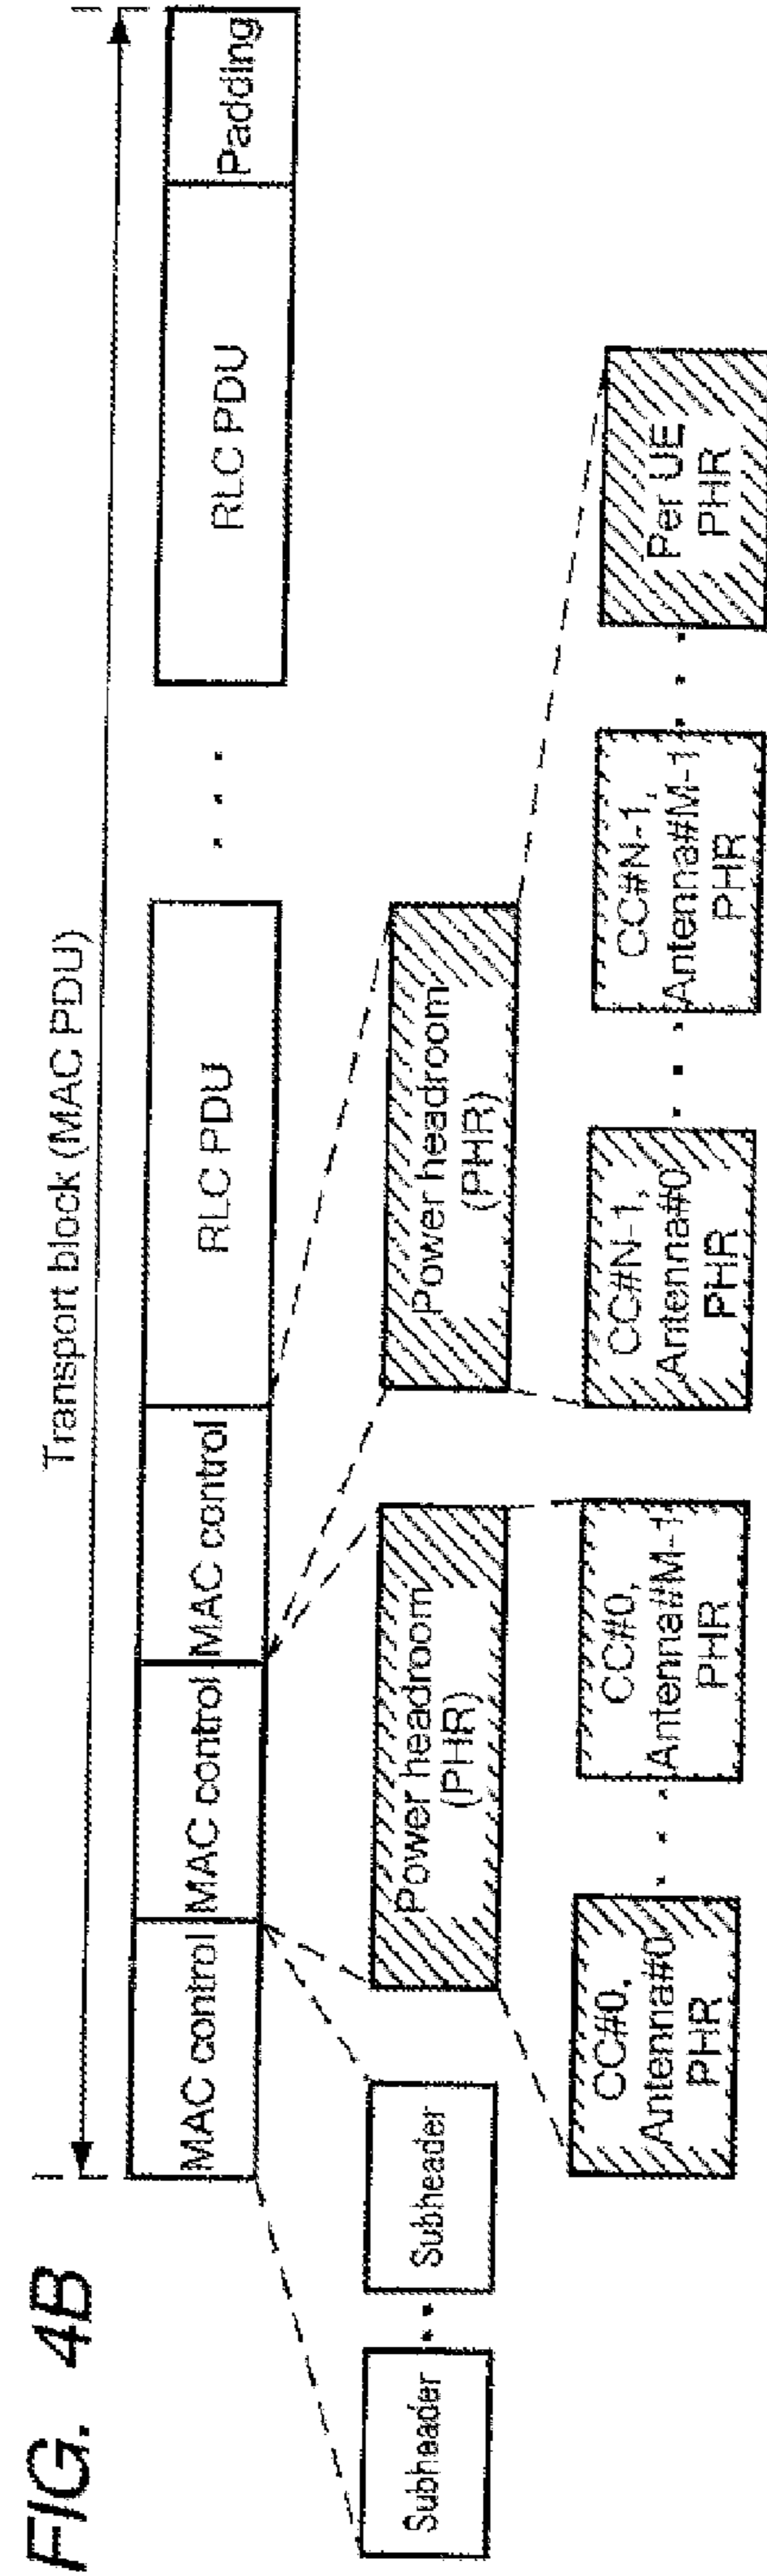 FIG. 4B
Transport block (MAC PDU)
MAC control
MAC control
MAC control
RLC PDU
. . .
RLC PDU
Padding
Subheader
. .
Subheader
Power headroom
(PHR)
Power headroom
(PHR)
CC#0,
Antenna#0
PHR
. . .
CC#0,
Antenna#M-1
PHR
CC#N-1,
Antenna#0
PHR
. . .
CC#N-1,
Antenna#M-1
PHR
. . .
Per UE
PHR